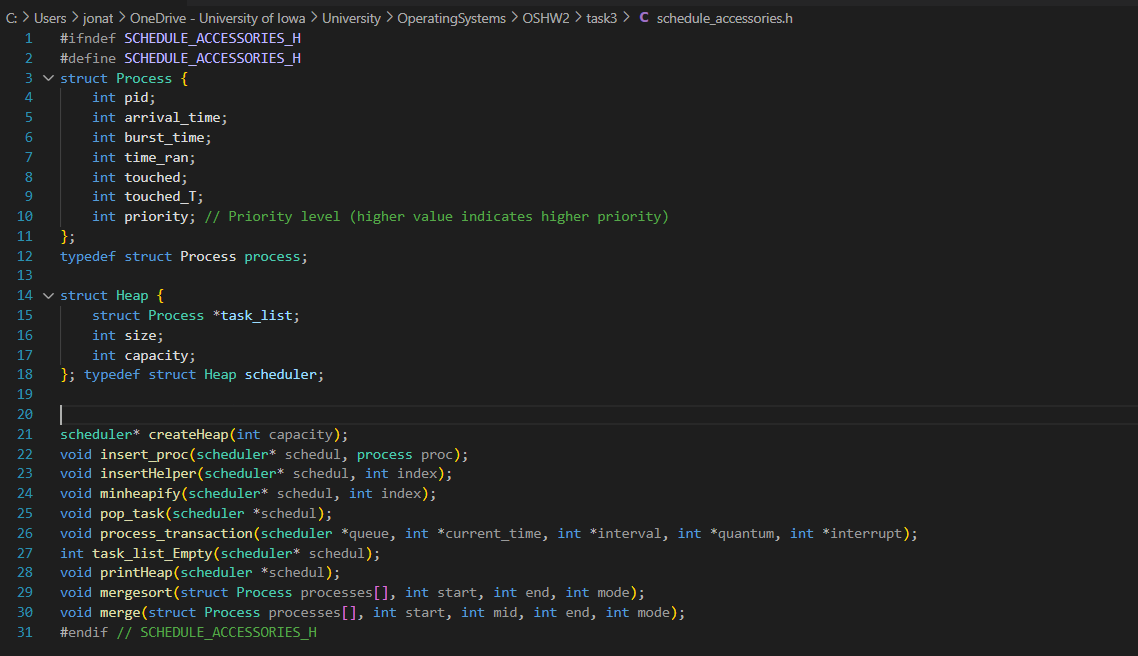 C: > Users > jonat > OneDrive - University of Iowa > University > OperatingSystems > OSHW2 > task3 > C schedule_accessories.h
1 #ifndef SCHEDULE_ACCESSORIES_H
2 #define SCHEDULE_ACCESSORIES_H
3 struct Process {
4     int pid;
5     int arrival_time;
6     int burst_time;
7     int time_ran;
8     int touched;
9     int touched_T;
10     int priority; // Priority level (higher value indicates higher priority)
11 };
12 typedef struct Process process;
13
14 struct Heap {
15     struct Process *task_list;
16     int size;
17     int capacity;
18 }; typedef struct Heap scheduler;
19
20
21 scheduler* createHeap(int capacity);
22 void insert_proc(scheduler* schedul, process proc);
23 void insertHelper(scheduler* schedul, int index);
24 void minheapify(scheduler* schedul, int index);
25 void pop_task(scheduler *schedul);
26 void process_transaction(scheduler *queue, int *current_time, int *interval, int *quantum, int *interrupt);
27 int task_list_Empty(scheduler* schedul);
28 void printHeap(scheduler *schedul);
29 void mergesort(struct Process processes[], int start, int end, int mode);
30 void merge(struct Process processes[], int start, int mid, int end, int mode);
31 #endif // SCHEDULE_ACCESSORIES_H